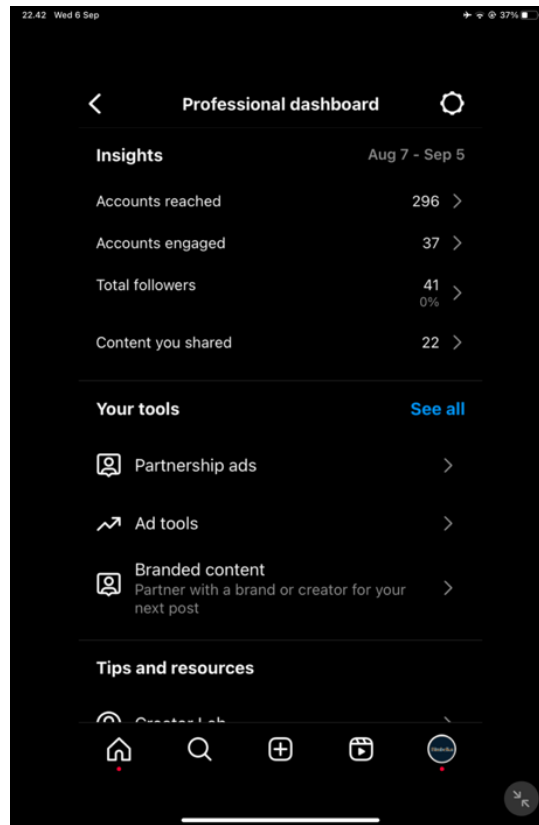 22.42 Wed 6 Sep
37%
Professional dashboard
Insights
Aug 7 - Sep 5
Accounts reached
296
Accounts engaged
37
Total followers
41
0%
Content you shared
22
Your tools
See all
Partnership ads
Ad tools
Branded content
Partner with a brand or creator for your
next post
Tips and resources
Creator Lab